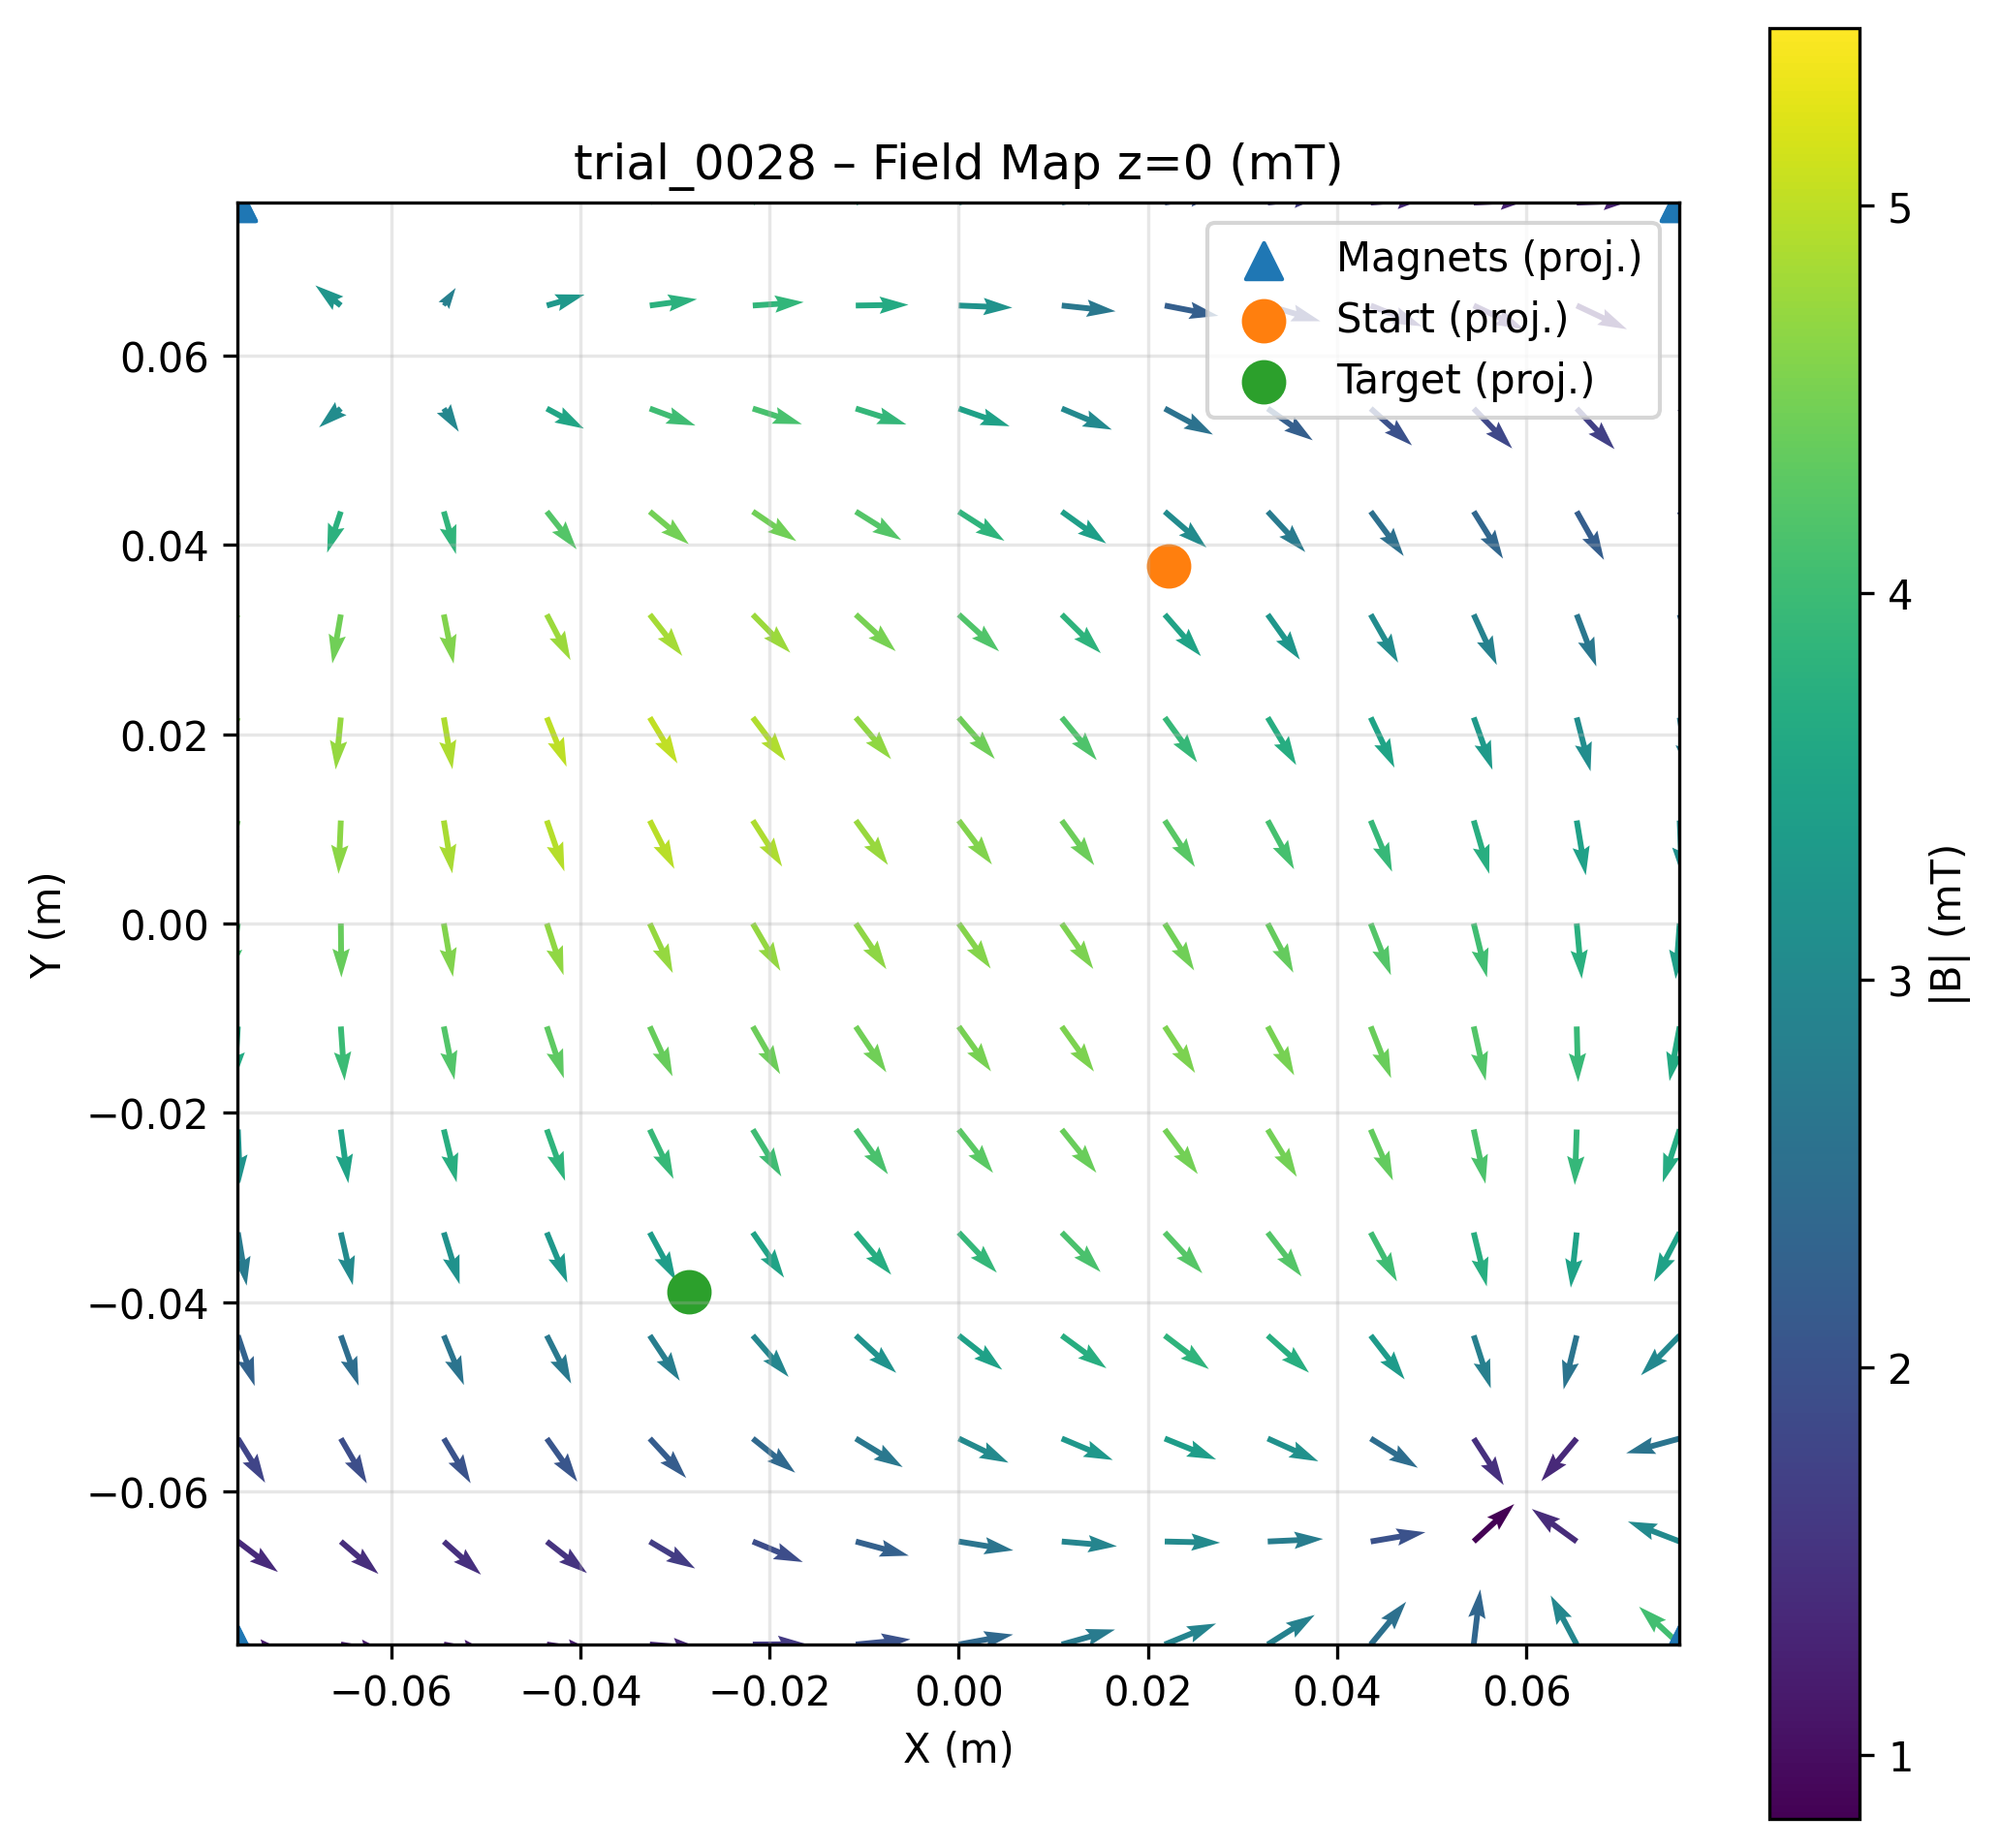 trial_0028 – Field Map z=0 (mT)
Magnets (proj.)
Start (proj.)
Target (proj.)
Y (m)
0.06
0.04
0.02
0.00
−0.02
−0.04
−0.06
−0.06
−0.04
−0.02
0.00
0.02
0.04
0.06
X (m)
5
4
3
2
1
|B| (mT)